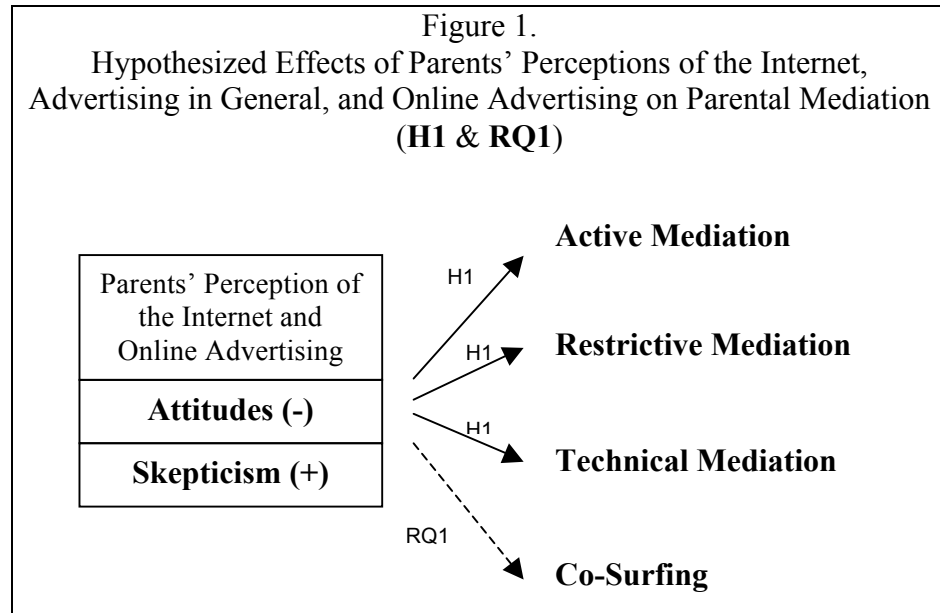 Figure 1.
Hypothesized Effects of Parents’ Perceptions of the Internet,
Advertising in General, and Online Advertising on Parental Mediation
(H1 & RQ1)
Parents’ Perception of
the Internet and
Online Advertising
Attitudes (-)
Skepticism (+)
H1
H1
H1
RQ1
Active Mediation
Restrictive Mediation
Technical Mediation
Co-Surfing